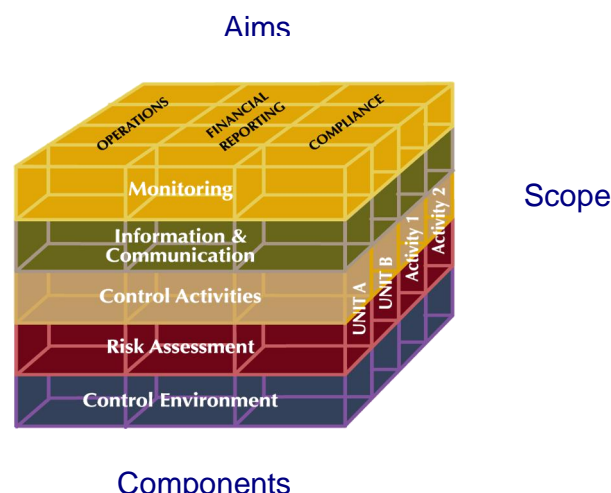 Aims
OPERATIONS
FINANCIAL
REPORTING
COMPLIANCE
Monitoring
Information &
Communication
Control Activities
Risk Assessment
Control Environment
UNIT A
UNIT B
Activity 1
Activity 2
Scope
Components